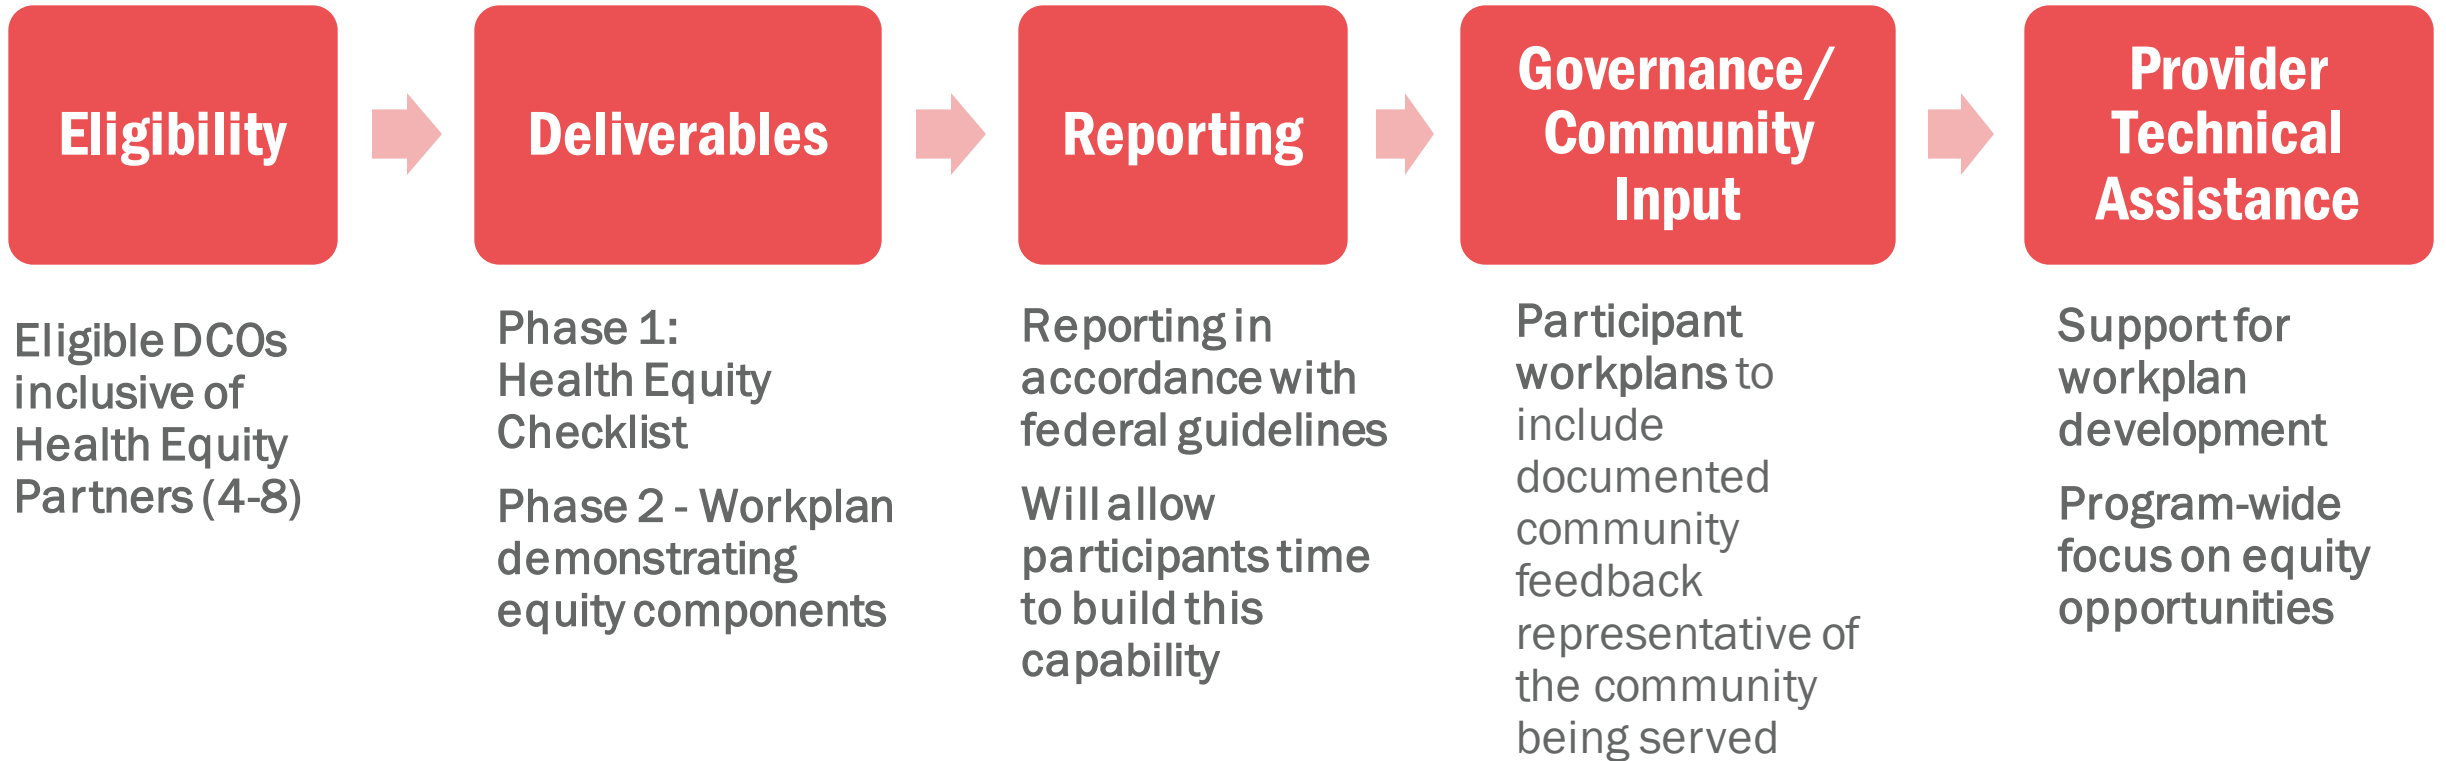 Eligibility
Eligible DCOs
inclusive of
Health Equity
Partners (4-8)
Deliverables
Phase 1:
Health Equity
Checklist
Phase 2 - Workplan
demonstrating
equity components
Reporting
Reporting in
accordance with
federal guidelines
Will allow
participants time
to build this
capability
Governance/
Community
Input
Participant
workplans to
include
documented
community
feedback
representative of
the community
being served
Provider
Technical
Assistance
Support for
workplan
development
Program-wide
focus on equity
opportunities